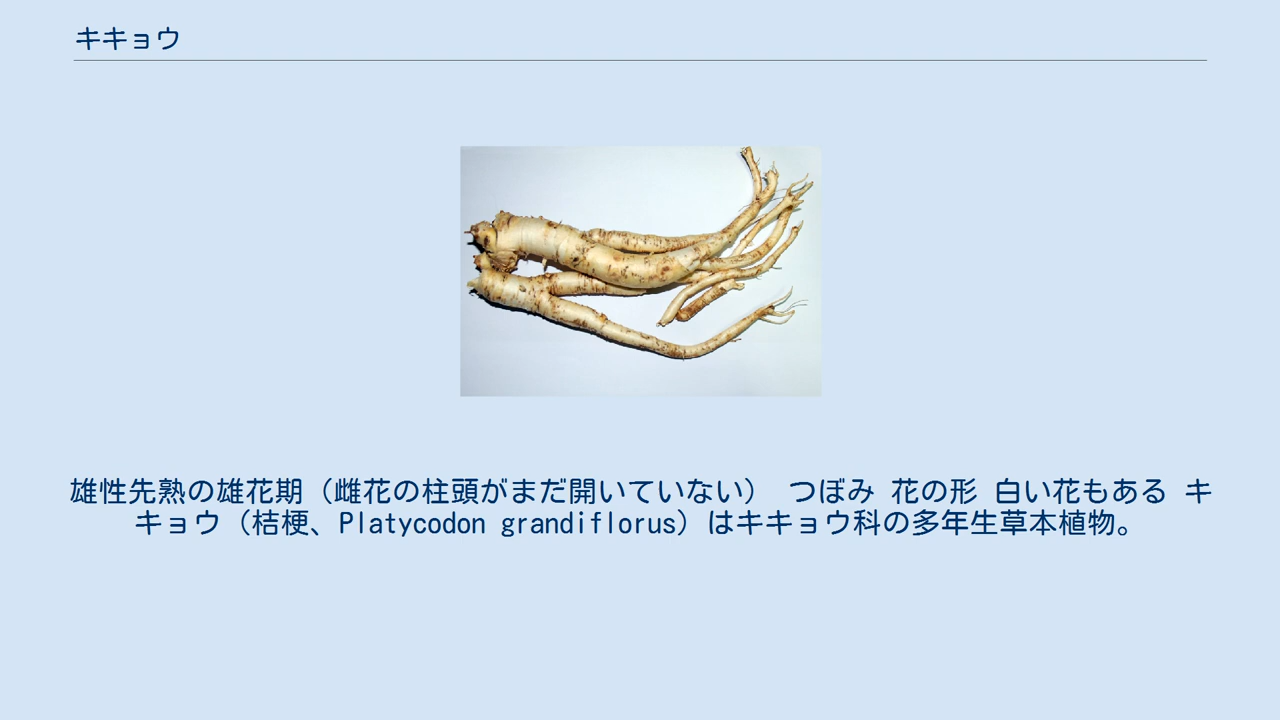 キキョウ
雄性先熟の雄花期（雌花の柱頭がまだ開いていない） つぼみ 花の形 白い花もある キ
キョウ（桔梗、Platycodon grandiflorus）はキキョウ科の多年生草本植物。